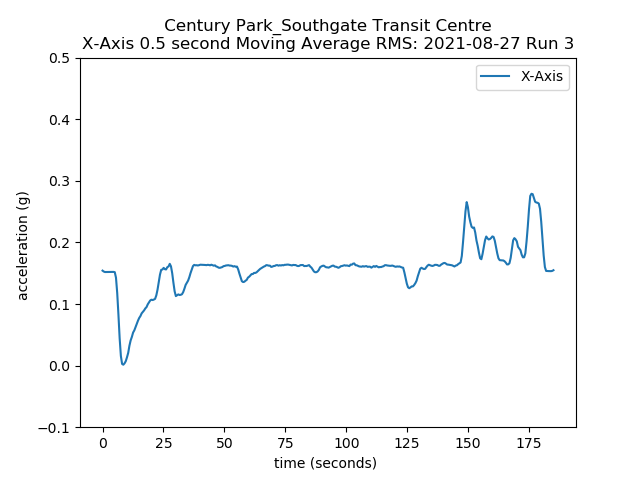 Century Park_Southgate Transit Centre
X-Axis 0.5 second Moving Average RMS: 2021-08-27 Run 3
X-Axis
0.5
0.4
0.3
0.2
0.1
0.0
−0.1
acceleration (g)
0 25 50 75 100 125 150 175
time (seconds)